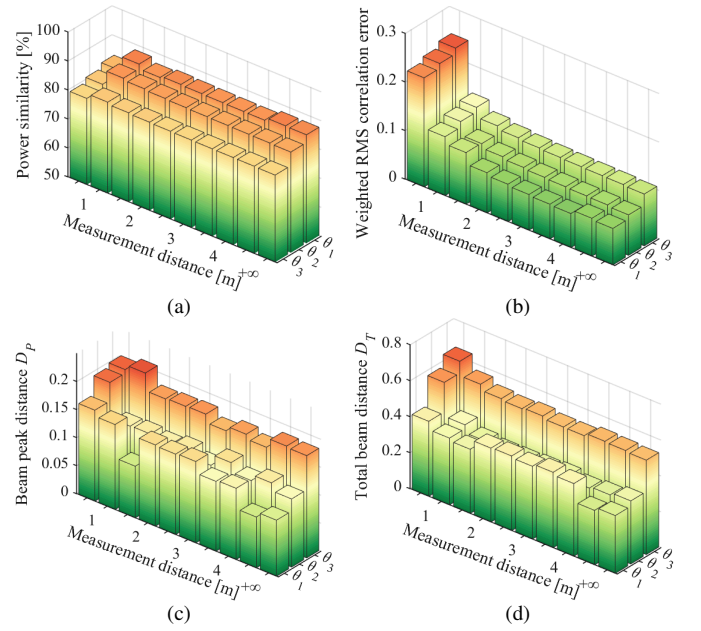 100
90
80
70
60
50
Power similarity [%]
1
2
3
4
+∞
Measurement distance [m]
θ3
θ2
θ1
(a)
0.3
0.2
0.1
0
Weighted RMS correlation error
1
2
3
4
+∞
Measurement distance [m]
θ1
θ2
θ3
(b)
0.2
0.15
0.1
0.05
0
Beam peak distance DP
1
2
3
4
+∞
Measurement distance [m]
θ1
θ2
θ3
(c)
0.8
0.6
0.4
0.2
0
Total beam distance DT
1
2
3
4
+∞
Measurement distance [m]
θ1
θ2
θ3
(d)